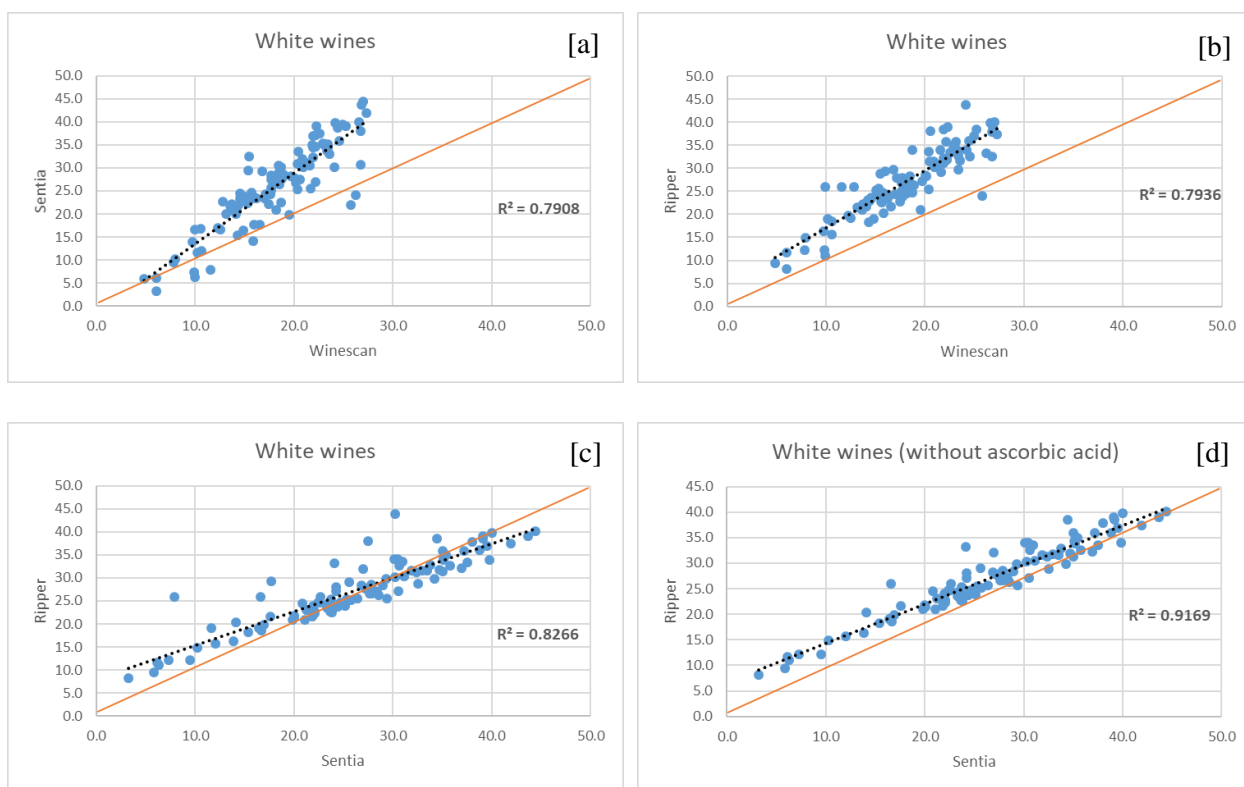 White wines [a]
50.0
45.0
40.0
35.0
30.0
25.0
20.0
15.0
10.0
5.0
0.0
Sentia
R² = 0.7908
0.0 10.0 20.0 30.0 40.0 50.0
Winescan
White wines [b]
50.0
45.0
40.0
35.0
30.0
25.0
20.0
15.0
10.0
5.0
0.0
Ripper
R² = 0.7936
0.0 10.0 20.0 30.0 40.0 50.0
Winescan
White wines [c]
50.0
45.0
40.0
35.0
30.0
25.0
20.0
15.0
10.0
5.0
0.0
Ripper
R² = 0.8266
0.0 10.0 20.0 30.0 40.0 50.0
Sentia
White wines (without ascorbic acid) [d]
45.0
40.0
35.0
30.0
25.0
20.0
15.0
10.0
5.0
0.0
Ripper
R² = 0.9169
0.0 10.0 20.0 30.0 40.0 50.0
Sentia